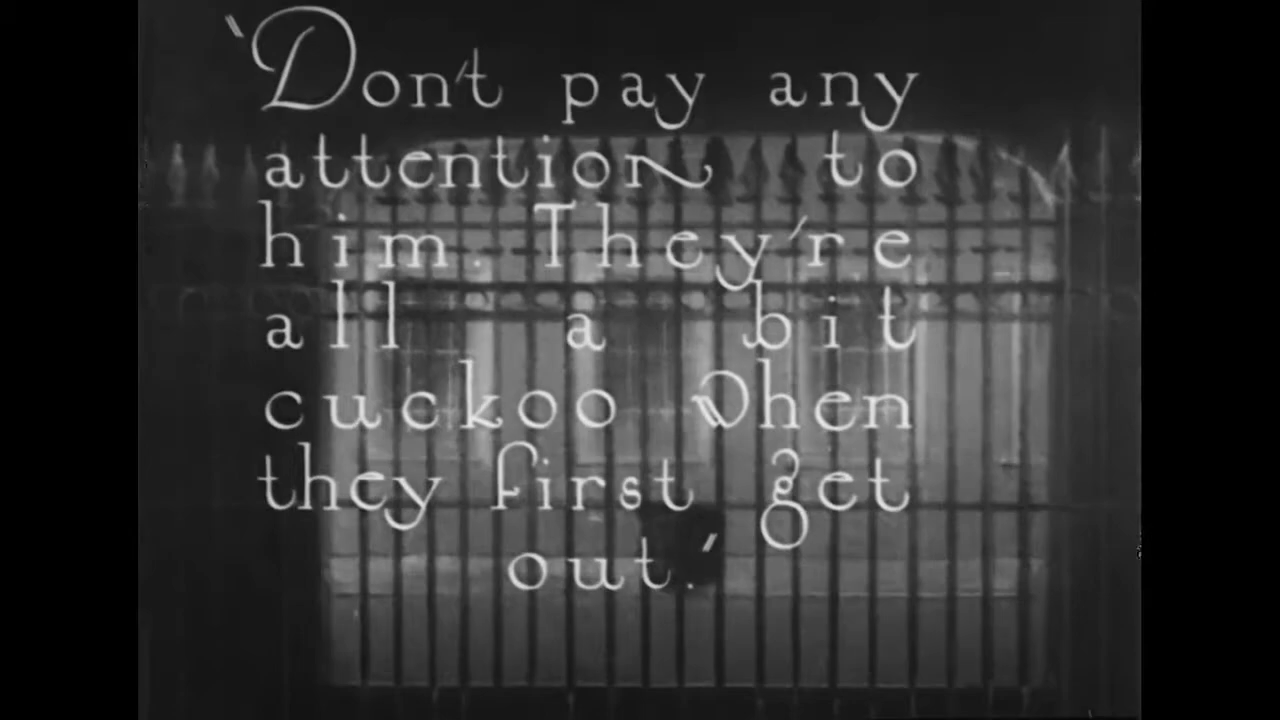 "Don't pay any
attention to
him. They're
all a bit
cuckoo when
they first get
out."